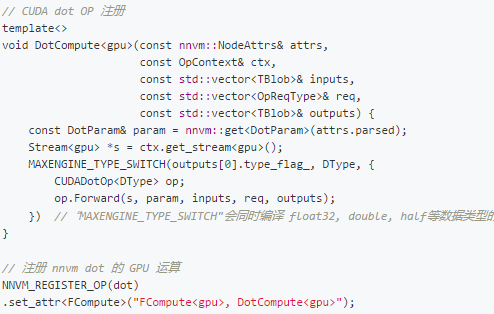 // CUDA dot OP 注册
template<>
void DotCompute<gpu>(const nnvm::NodeAttrs& attrs,
const OpContext& ctx,
const std::vector<TBlob>& inputs,
const std::vector<OpReqType>& req,
const std::vector<TBlob>& outputs) {
const DotParam& param = nnvm::get<DotParam>(attrs.parsed);
Stream<gpu> *s = ctx.get_stream<gpu>();
MAXENGINE_TYPE_SWITCH(outputs[0].type_flag_, DType, {
CUDADotOp<DType> op;
op.Forward(s, param, inputs, req, outputs);
}) // “MAXENGINE_TYPE_SWITCH"会同时编译 float32, double, half等数据类型的
}
// 注册 nnvm dot 的 GPU 运算
NNVM_REGISTER_OP(dot)
.set_attr<FCompute>("FCompute<gpu>, DotCompute<gpu>");